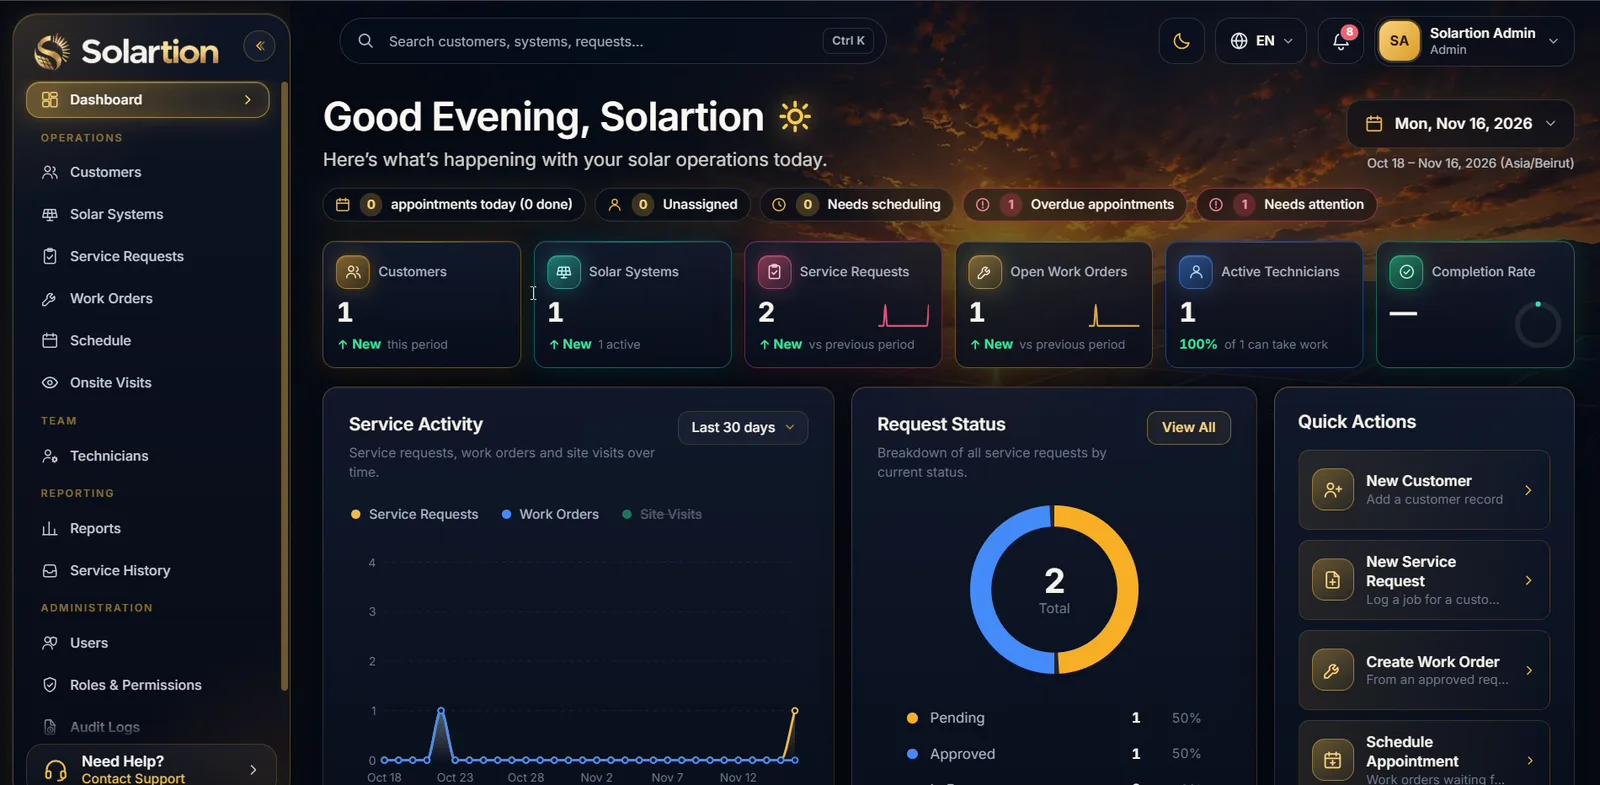 Solartion
Dashboard
OPERATIONS
Customers
Solar Systems
Service Requests
Work Orders
Schedule
Onsite Visits
TEAM
Technicians
REPORTING
Reports
Service History
ADMINISTRATION
Users
Roles & Permissions
Audit Logs
Need Help?
Contact Support
Search customers, systems, requests...
Ctrl K
EN
8
SA
Solartion Admin
Admin
Good Evening, Solartion
Here's what's happening with your solar operations today.
Mon, Nov 16, 2026
Oct 18 – Nov 16, 2026 (Asia/Beirut)
0 appointments today (0 done)
0 Unassigned
0 Needs scheduling
1 Overdue appointments
1 Needs attention
Customers
1
↑ New this period
Solar Systems
1
↑ New 1 active
Service Requests
2
↑ New vs previous period
Open Work Orders
1
↑ New vs previous period
Active Technicians
1
100% of 1 can take work
Completion Rate
—
Service Activity
Last 30 days
Service requests, work orders and site visits over
time.
Service Requests
Work Orders
Site Visits
4
3
2
1
0
Oct 18 Oct 23 Oct 28 Nov 2 Nov 7 Nov 12
Request Status
View All
Breakdown of all service requests by
current status.
2
Total
Pending 1 50%
Approved 1 50%
Quick Actions
New Customer
Add a customer record
New Service
Request
Log a job for a custo...
Create Work Order
From an approved req...
Schedule
Appointment
Work orders waiting f...